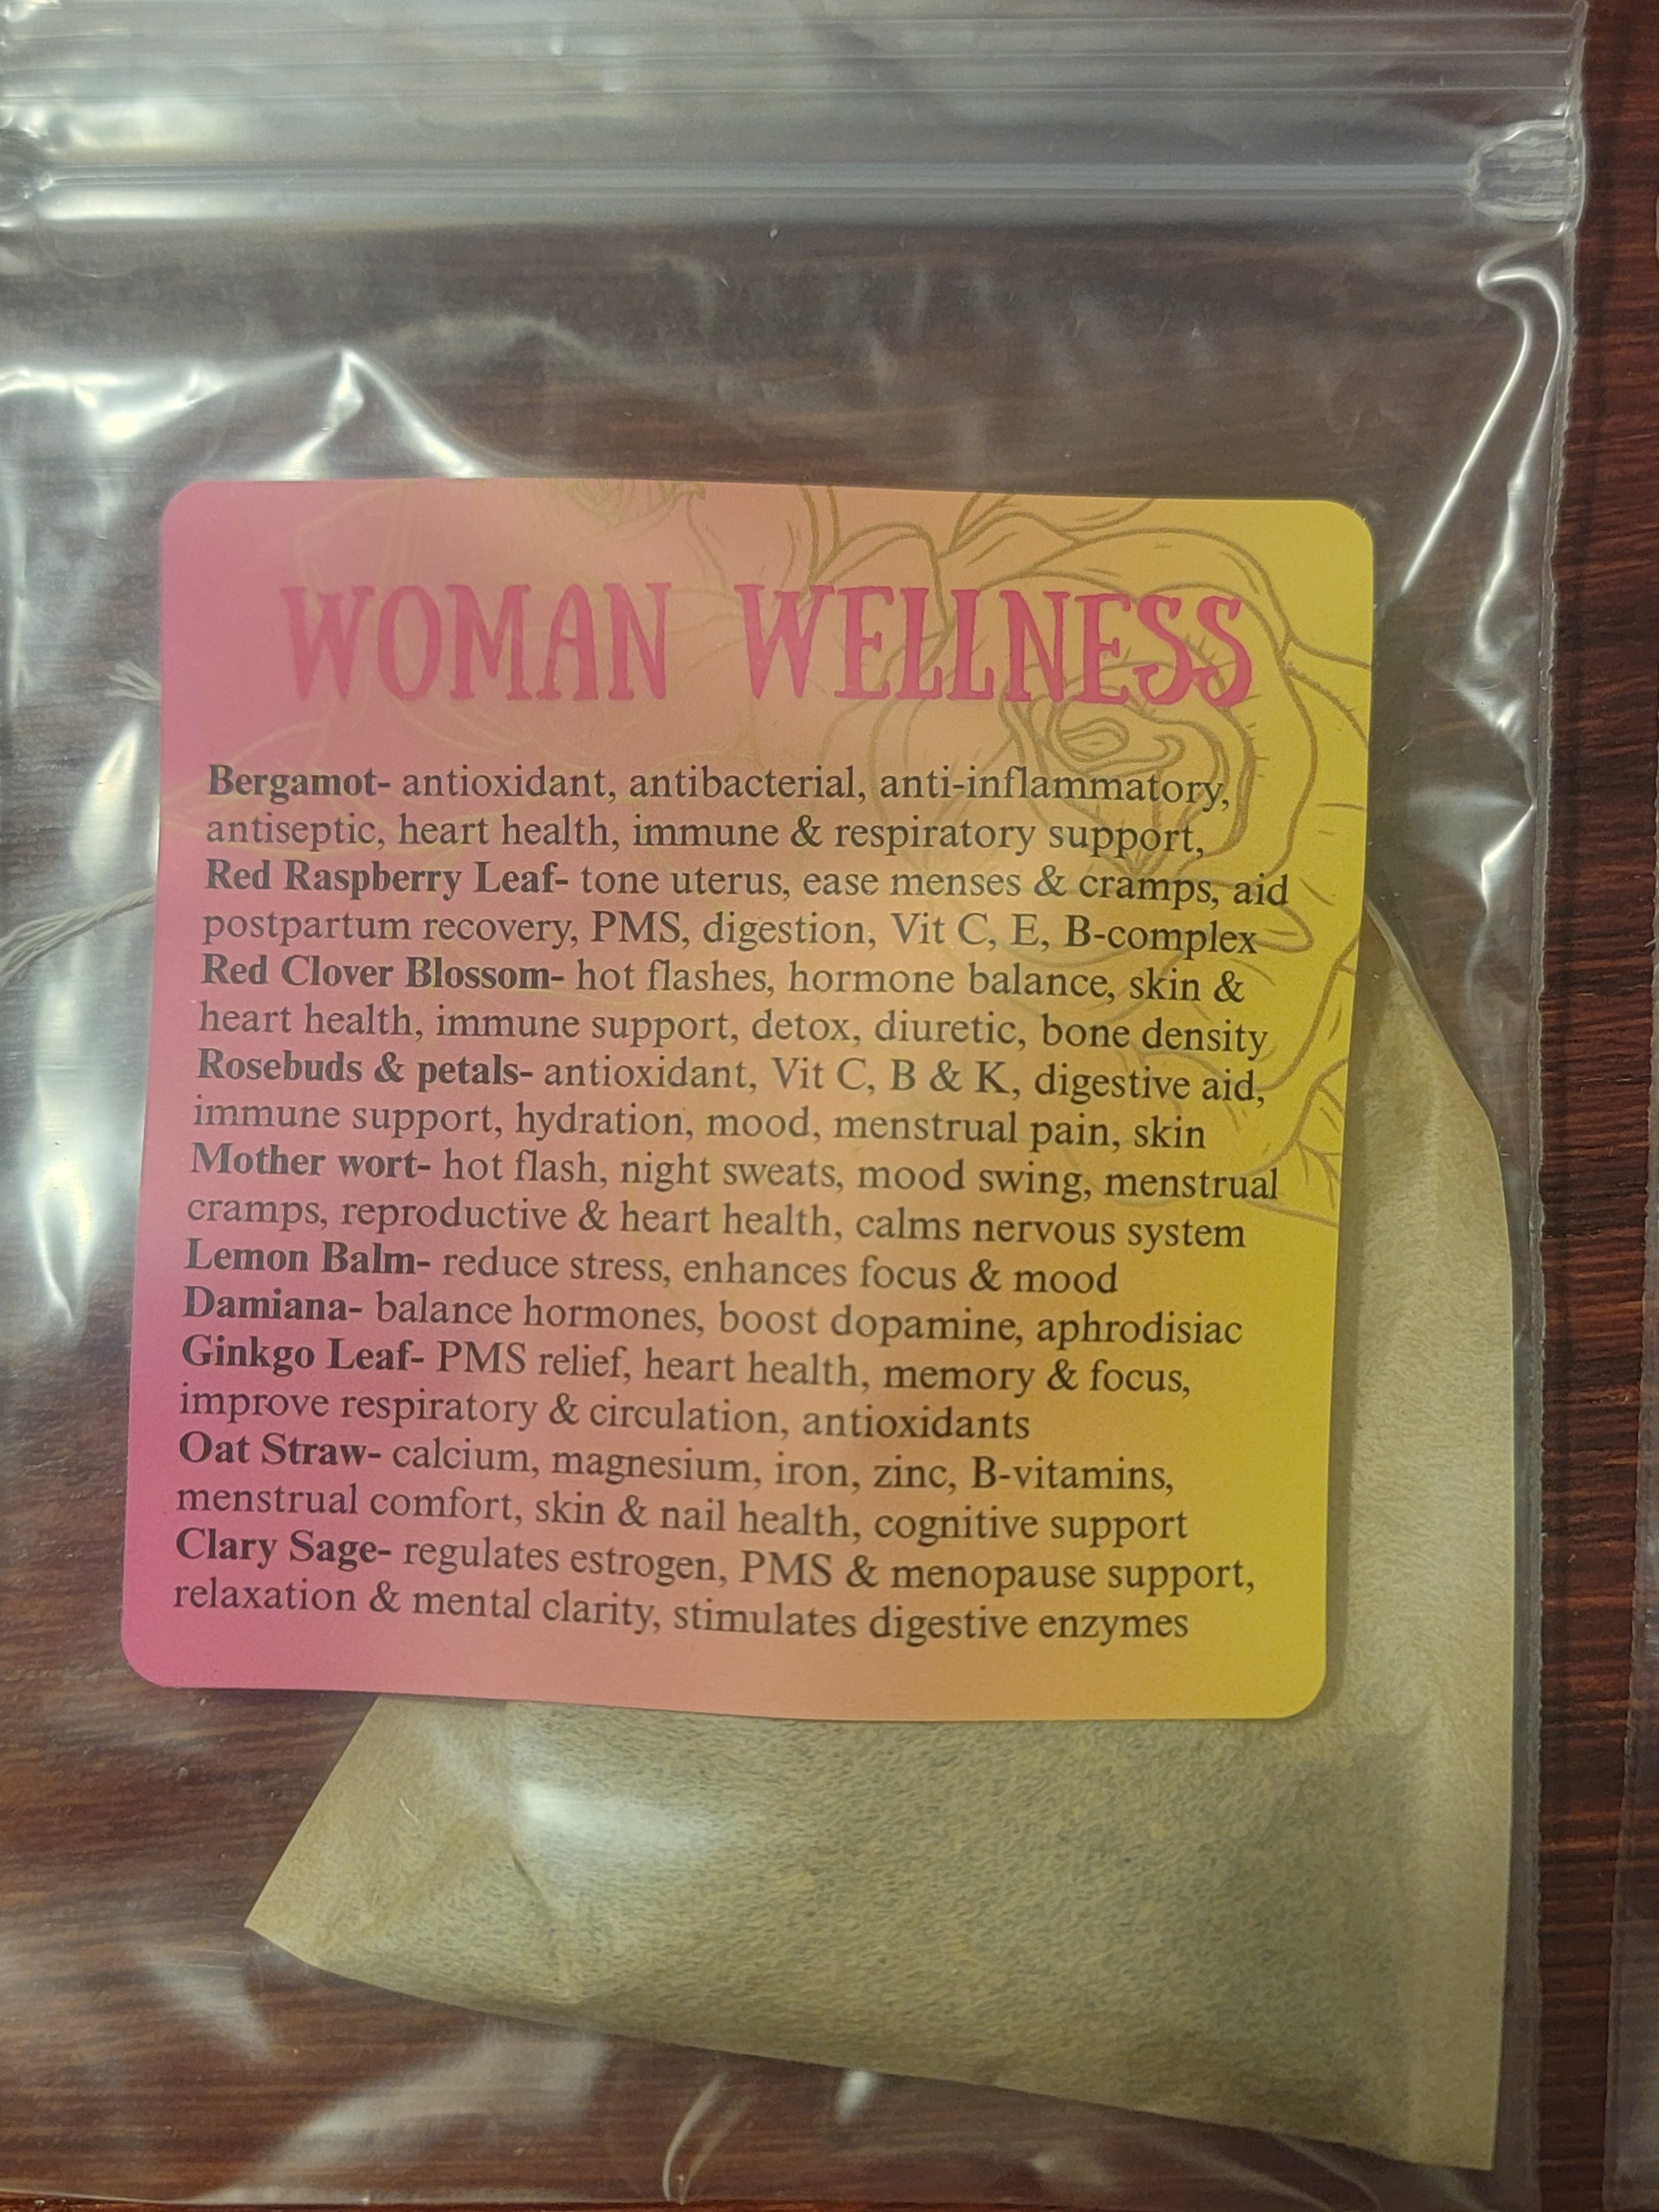 WOMAN WELLNESS
Bergamot- antioxidant, antibacterial, anti-inflammatory,
antiseptic, heart health, immune & respiratory support,
Red Raspberry Leaf- tone uterus, ease menses & cramps, aid
postpartum recovery, PMS, digestion, Vit C, E, B-complex
Red Clover Blossom- hot flashes, hormone balance, skin &
heart health, immune support, detox, diuretic, bone density
Rosebuds & petals- antioxidant, Vit C, B & K, digestive aid,
immune support, hydration, mood, menstrual pain, skin
Mother wort- hot flash, night sweats, mood swing, menstrual
cramps, reproductive & heart health, calms nervous system
Lemon Balm- reduce stress, enhances focus & mood
Damiana- balance hormones, boost dopamine, aphrodisiac
Ginkgo Leaf- PMS relief, heart health, memory & focus,
improve respiratory & circulation, antioxidants
Oat Straw- calcium, magnesium, iron, zinc, B-vitamins,
menstrual comfort, skin & nail health, cognitive support
Clary Sage- regulates estrogen, PMS & menopause support,
relaxation & mental clarity, stimulates digestive enzymes